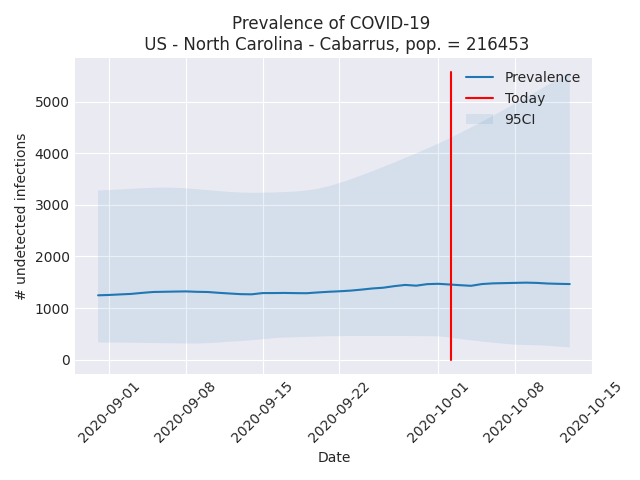 Prevalence of COVID-19
US - North Carolina - Cabarrus, pop. = 216453
Prevalence
Today
95CI
# undetected infections
5000
4000
3000
2000
1000
0
2020-09-01
2020-09-08
2020-09-15
2020-09-22
2020-10-01
2020-10-08
2020-10-15
Date